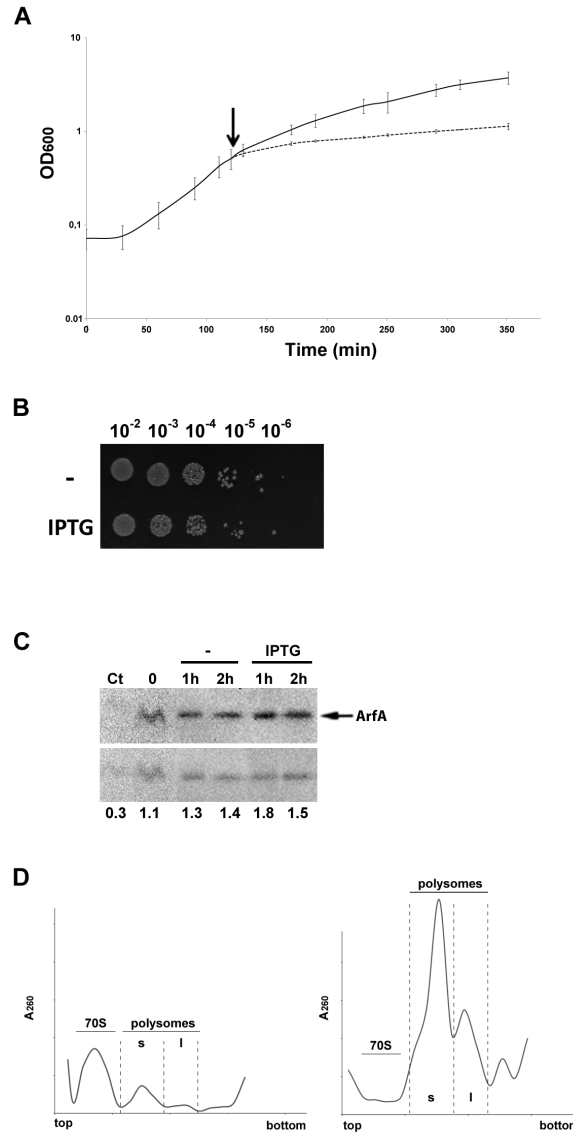 A
OD600
10
1
0,1
0.01
0 50 100 150 200 250 300 350
Time (min)
B
10-2 10-3 10-4 10-5 10-6
-
IPTG
C
- IPTG
Ct 0 1h 2h 1h 2h
ArfA
0.3 1.1 1.3 1.4 1.8 1.5
D
polysomes
70S polysomes
s l
A260
top bottom
70S
A260
s l
top bottom